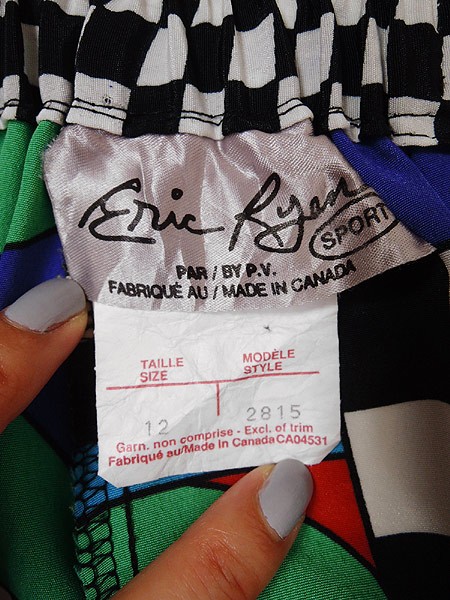 Eric Ryan
SPORT
PAR / BY P.V.
FABRIQUÉ AU / MADE IN CANADA
TAILLE MODÈLE
SIZE STYLE
12 2815
Garn. non comprise - Excl. of trim
Fabriqué au/Made in Canada CA04531